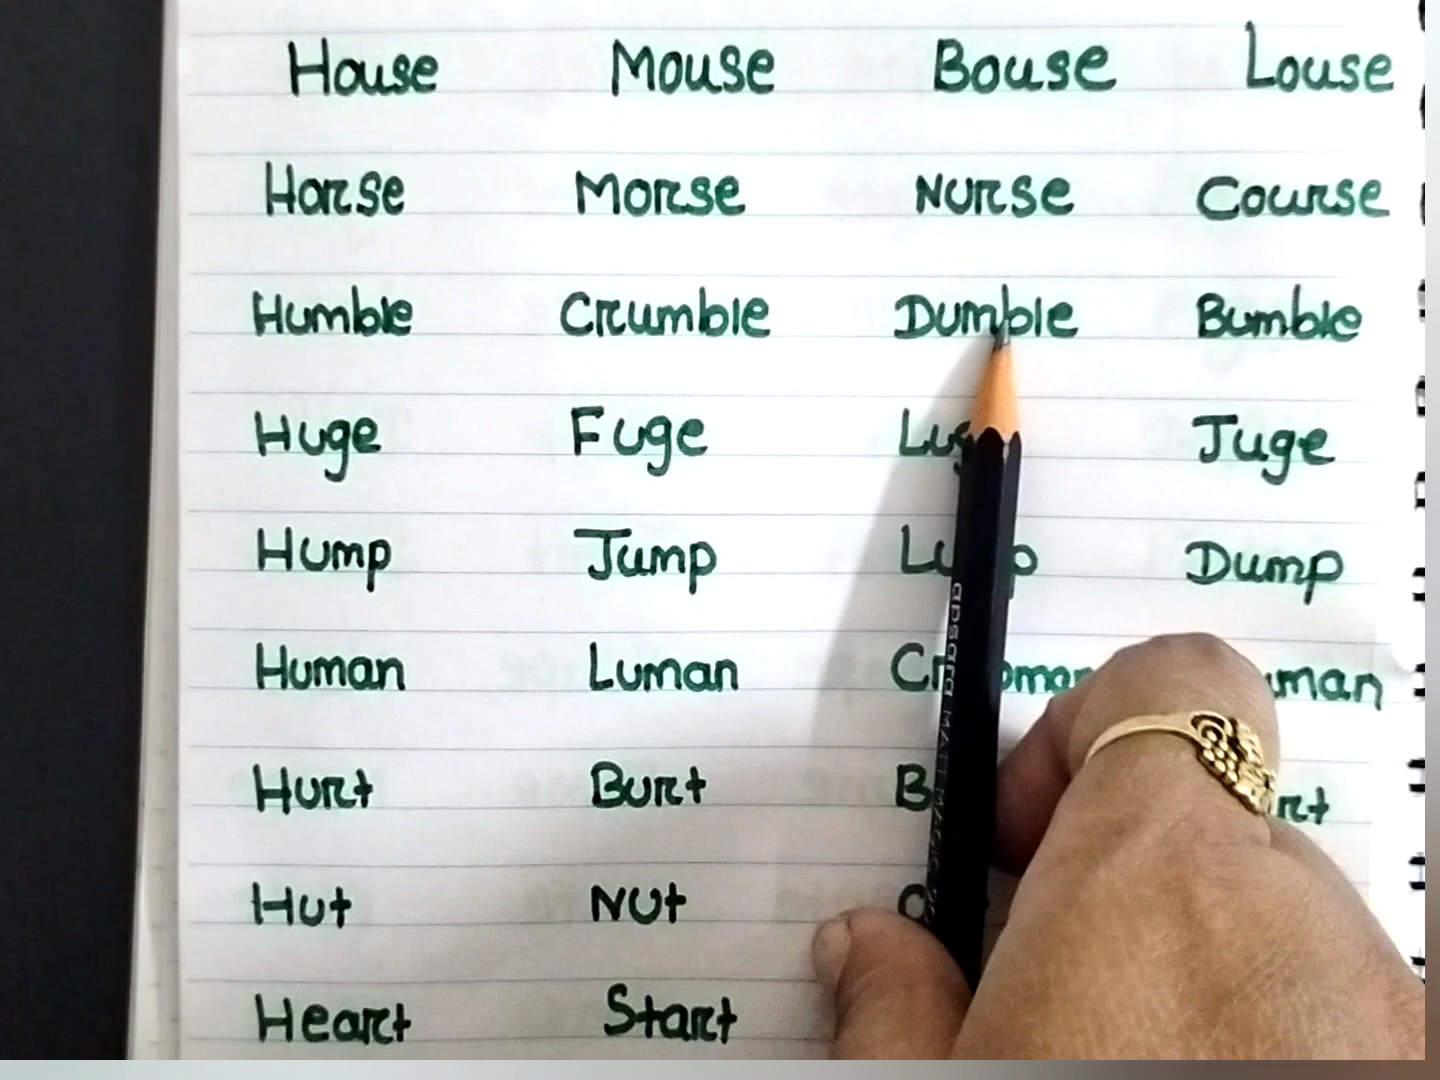 House Mouse Bouse Louse
Horse Morse Nurse Course
Humble Crumble Dumble Bumble
Huge Fuge Juge
Hump Jump Dump
Human Luman
Hurt Burt
Hut Nut
Heart Start
apsara